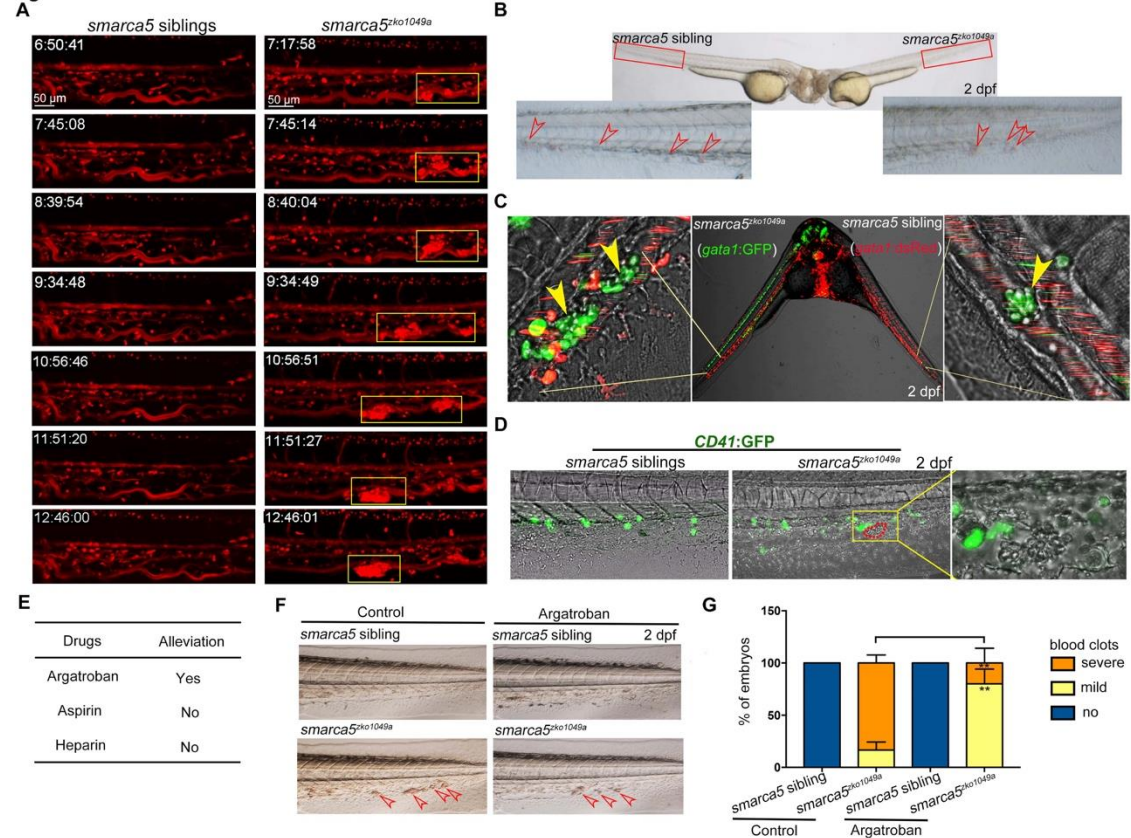 A
smarca5 siblings
smarca5zko1049a
6:50:41
7:17:58
50 μm
50 μm
7:45:08
7:45:14
8:39:54
8:40:04
9:34:48
9:34:49
10:56:46
10:56:51
11:51:20
11:51:27
12:46:00
12:46:01
B
smarca5 sibling
smarca5zko1049a
2 dpf
C
smarca5zko1049a
smarca5 sibling
(gata1:GFP)
(gata1:dsRed)
2 dpf
D
CD41:GFP
smarca5 siblings
smarca5zko1049a
2 dpf
E
Drugs Alleviation
Argatroban Yes
Aspirin No
Heparin No
F
Control
Argatroban
smarca5 sibling
smarca5 sibling
2 dpf
smarca5zko1049a
smarca5zko1049a
G
150
100
50
0
% of embryos
**
**
blood clots
severe
mild
no
smarca5 sibling
smarca5zko1049a
smarca5 sibling
smarca5zko1049a
Control
Argatroban